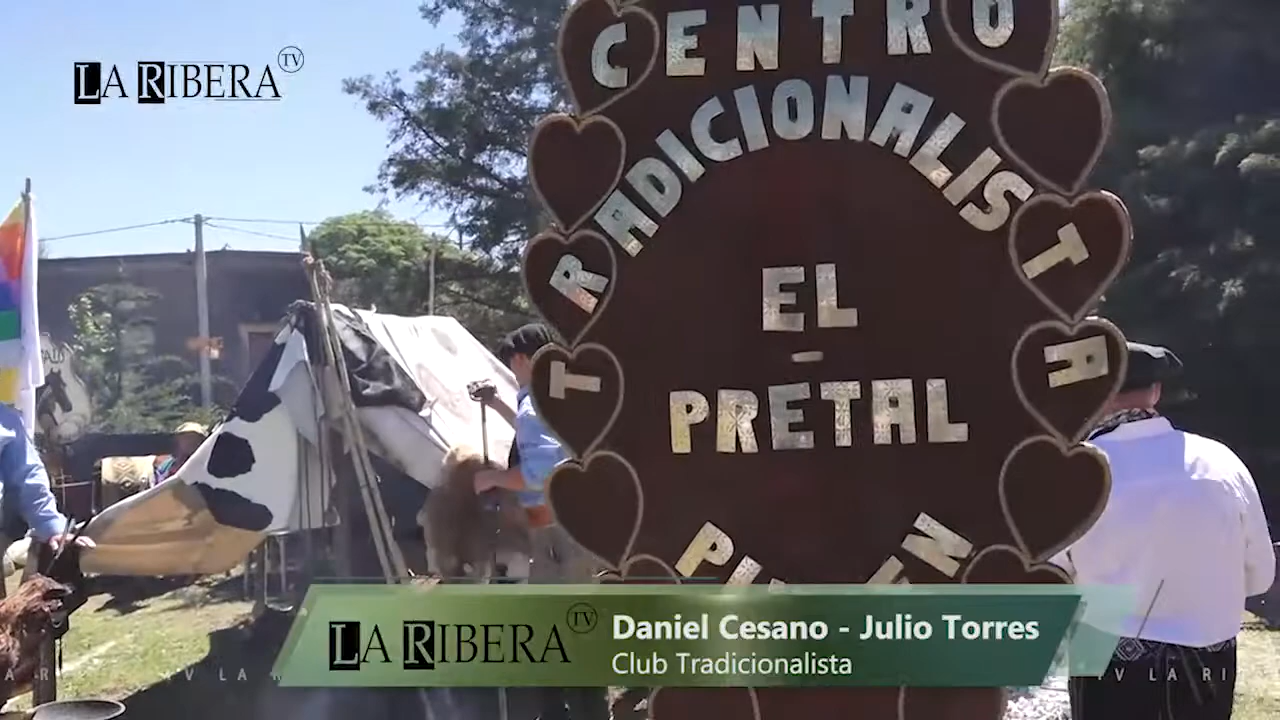 LA RIBERA TV
CENTRO
TRADICIONALISTA
EL
-
PRETAL
LA RIBERA TV
Daniel Cesano - Julio Torres
Club Tradicionalista